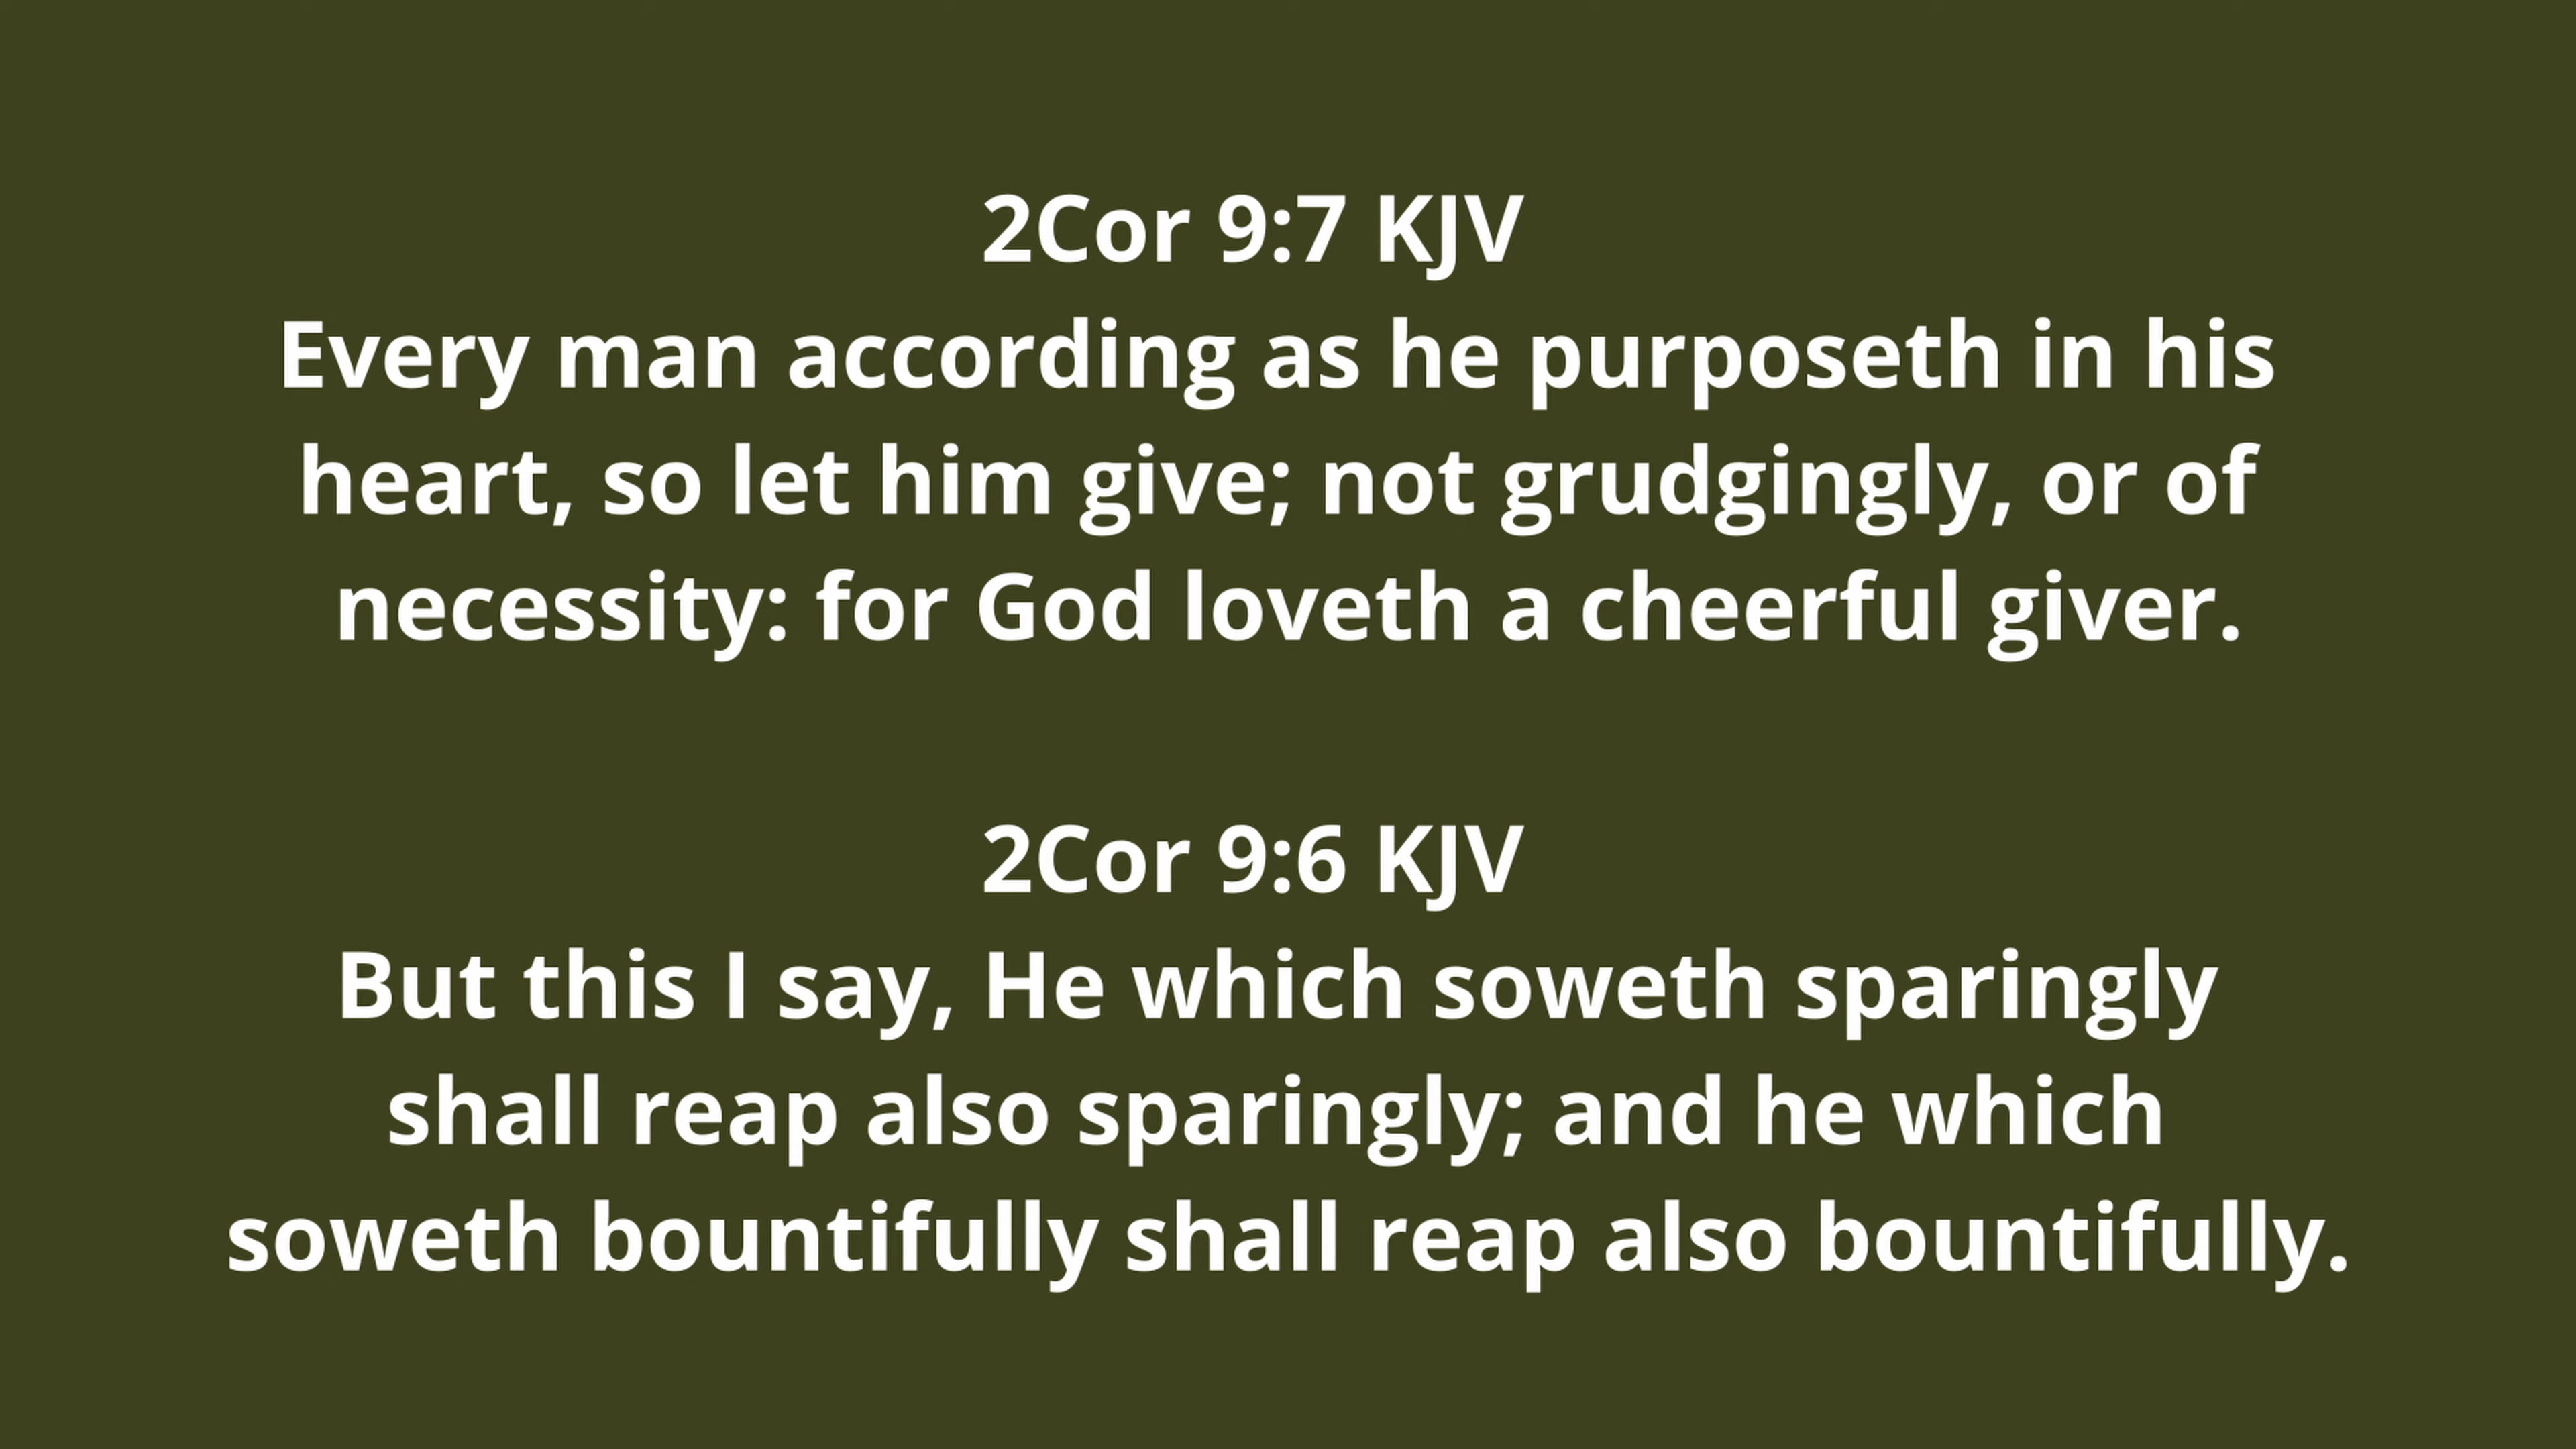 2Cor 9:7 KJV
Every man according as he purposeth in his
heart, so let him give; not grudgingly, or of
necessity: for God loveth a cheerful giver.
2Cor 9:6 KJV
But this I say, He which soweth sparingly
shall reap also sparingly; and he which
soweth bountifully shall reap also bountifully.